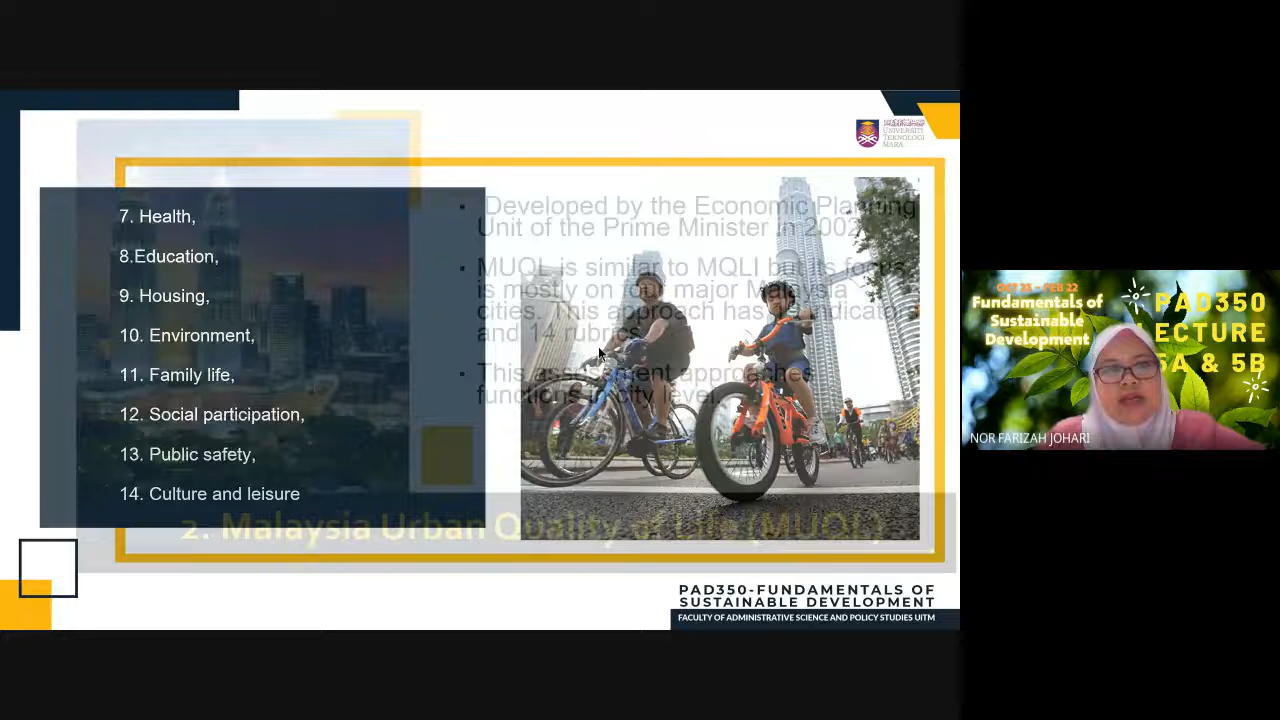 UNIVERSITI
TEKNOLOGI
MARA
7. Health,
8.Education,
9. Housing,
10. Environment,
11. Family life,
12. Social participation,
13. Public safety,
14. Culture and leisure
▪ Developed by the Economic Planning
Unit of the Prime Minister in 2002.
▪ MUQL is similar to MQLI but its focus
is mostly on four major Malaysia
cities. This approach has indicators
and 14 rubrics.
▪ This assessment approaches
functions in city level.
2. Malaysia Urban Quality of Life (MUQL)
PAD350-FUNDAMENTALS OF
SUSTAINABLE DEVELOPMENT
FACULTY OF ADMINISTRATIVE SCIENCE AND POLICY STUDIES UITM
OCT 21 - FEB 22
Fundamentals of
Sustainable
Development
PAD350
LECTURE
5A & 5B
NOR FARIZAH JOHARI